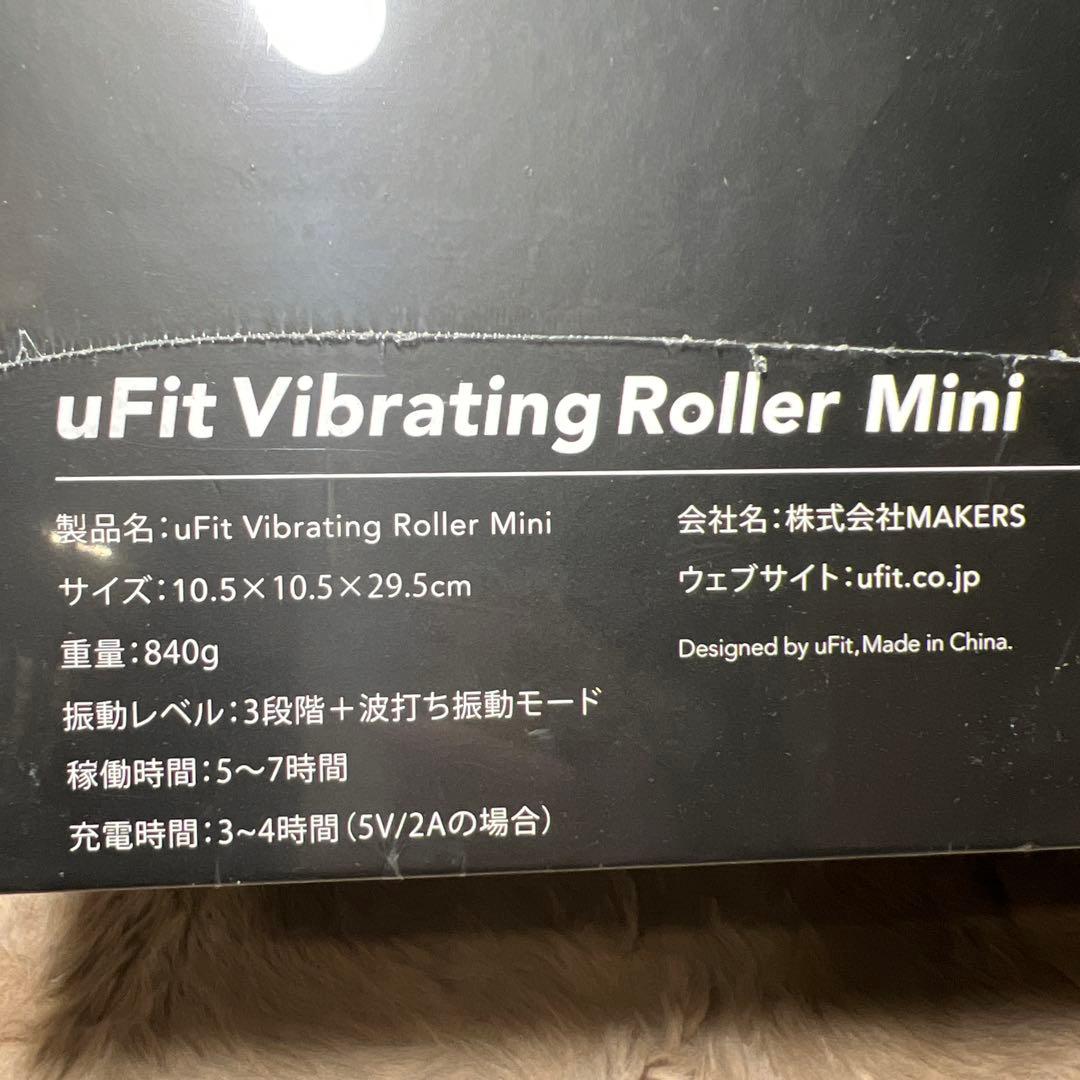 uFit Vibrating Roller Mini
製品名：uFit Vibrating Roller Mini
サイズ：10.5×10.5×29.5cm
重量：840g
振動レベル：3段階＋波打ち振動モード
稼働時間：5〜7時間
充電時間：3~4時間（5V/2Aの場合）
会社名：株式会社MAKERS
ウェブサイト：ufit.co.jp
Designed by uFit,Made in China.